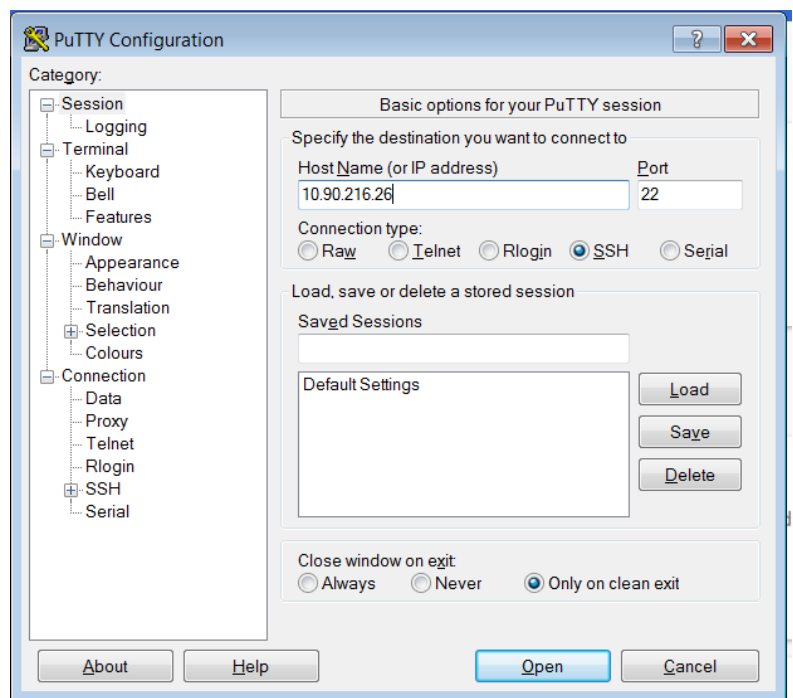 PuTTY Configuration
?
Category:
Session
Logging
Terminal
Keyboard
Bell
Features
Window
Appearance
Behaviour
Translation
Selection
Colours
Connection
Data
Proxy
Telnet
Rlogin
SSH
Serial
Basic options for your PuTTY session
Specify the destination you want to connect to
Host Name (or IP address) Port
10.90.216.26 22
Connection type:
Raw Telnet Rlogin SSH Serial
Load, save or delete a stored session
Saved Sessions
Default Settings
Load
Save
Delete
Close window on exit:
Always Never Only on clean exit
About Help Open Cancel